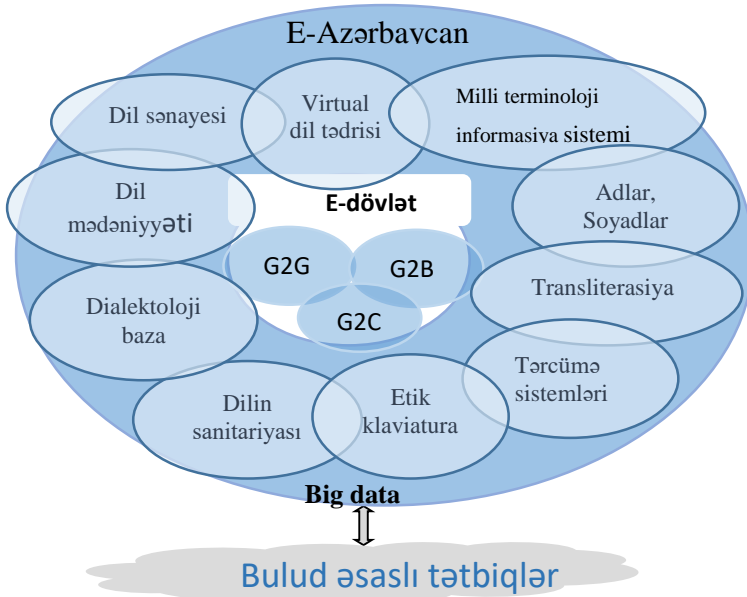 E-Azərbaycan
Dil sənayesi
Virtual
dil tədrisi
Milli terminoloji
informasiya sistemi
Dil
mədəniyyəti
Adlar,
Soyadlar
E-dövlət
G2G
G2B
G2C
Transliterasiya
Dialektoloji
baza
Tərcümə
sistemləri
Dilin
sanitariyası
Etik
klaviatura
Big data
Bulud əsaslı tətbiqlər